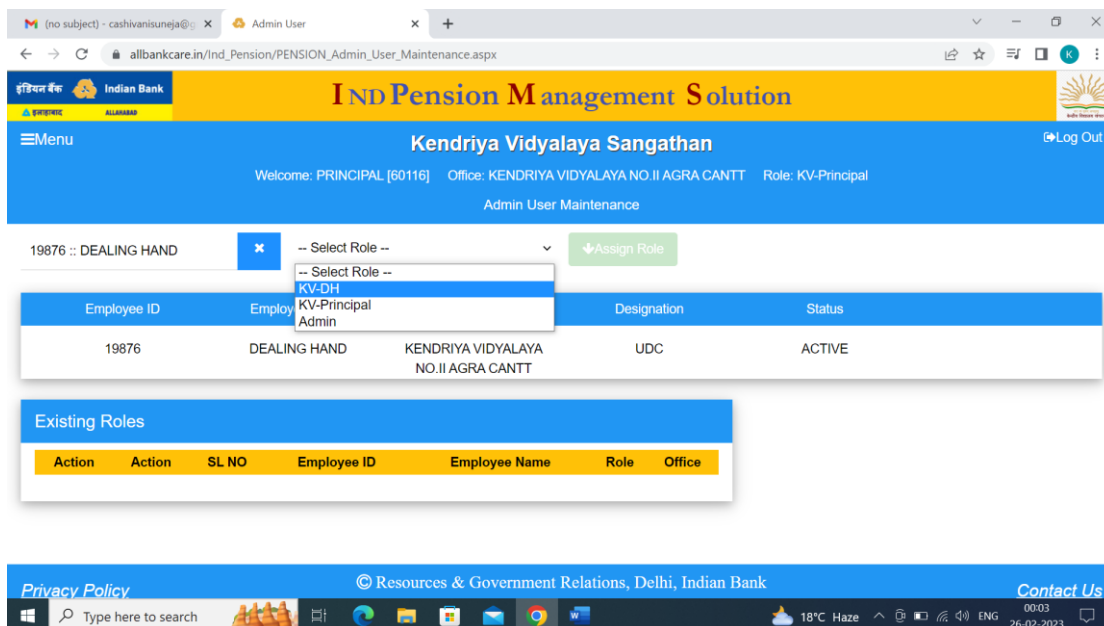 (no subject) - cashivanisuneja@g
Admin User
allbankcare.in/Ind_Pension/PENSION_Admin_User_Maintenance.aspx
K
इंडियन बैंक Indian Bank
इलाहाबाद ALLAHABAD
IND Pension Management Solution
Menu
Kendriya Vidyalaya Sangathan
Log Out
Welcome: PRINCIPAL [60116] Office: KENDRIYA VIDYALAYA NO.II AGRA CANTT Role: KV-Principal
Admin User Maintenance
19876 :: DEALING HAND
-- Select Role --
Assign Role
-- Select Role --
KV-DH
KV-Principal
Admin
Employee ID Employ Designation Status
19876 DEALING HAND KENDRIYA VIDYALAYA UDC ACTIVE
NO.II AGRA CANTT
Existing Roles
Action Action SL NO Employee ID Employee Name Role Office
Privacy Policy
© Resources & Government Relations, Delhi, Indian Bank
Contact Us
Type here to search
18°C Haze
ENG
00:03
26-02-2023